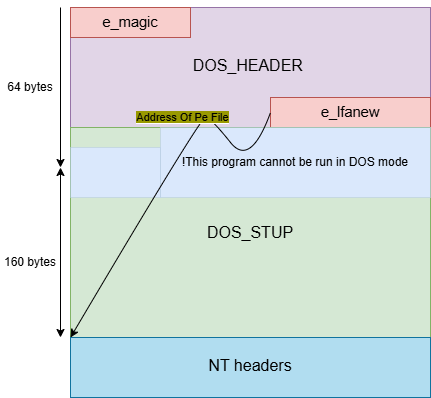 e_magic
DOS_HEADER
64 bytes
e_lfanew
Address Of Pe File
!This program cannot be run in DOS mode
DOS_STUP
160 bytes
NT headers